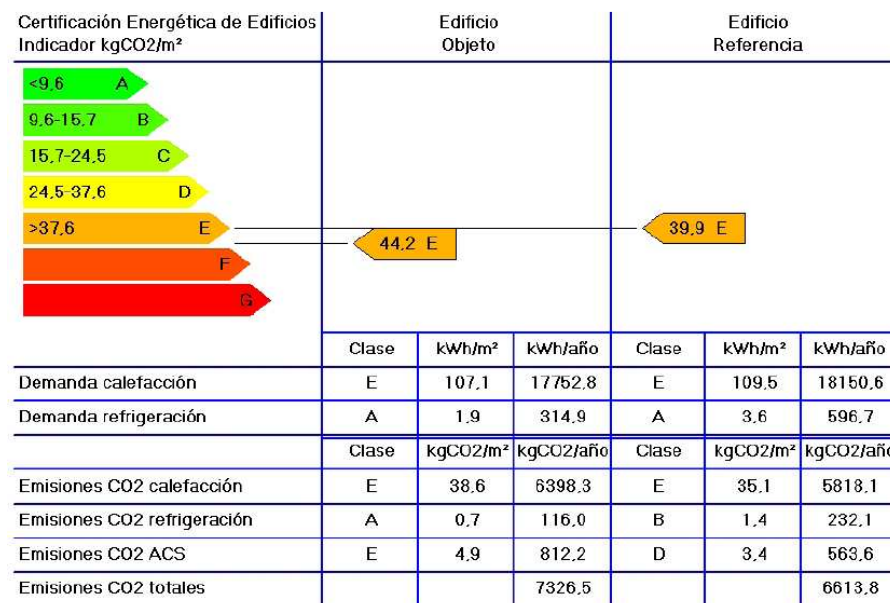 Certificación Energética de Edificios
Indicador kgCO2/m²
Edificio
Objeto
Edificio
Referencia
<9,6 A
9,6-15,7 B
15,7-24,5 C
24,5-37,6 D
>37,6 E
F
G
44,2 E
39,9 E
Clase kWh/m² kWh/año Clase kWh/m² kWh/año
Demanda calefacción E 107,1 17752,8 E 109,5 18150,6
Demanda refrigeración A 1,9 314,9 A 3,6 596,7
Clase kgCO2/m² kgCO2/año Clase kgCO2/m² kgCO2/año
Emisiones CO2 calefacción E 38,6 6398,3 E 35,1 5818,1
Emisiones CO2 refrigeración A 0,7 116,0 B 1,4 232,1
Emisiones CO2 ACS E 4,9 812,2 D 3,4 563,6
Emisiones CO2 totales 7326,5 6613,8